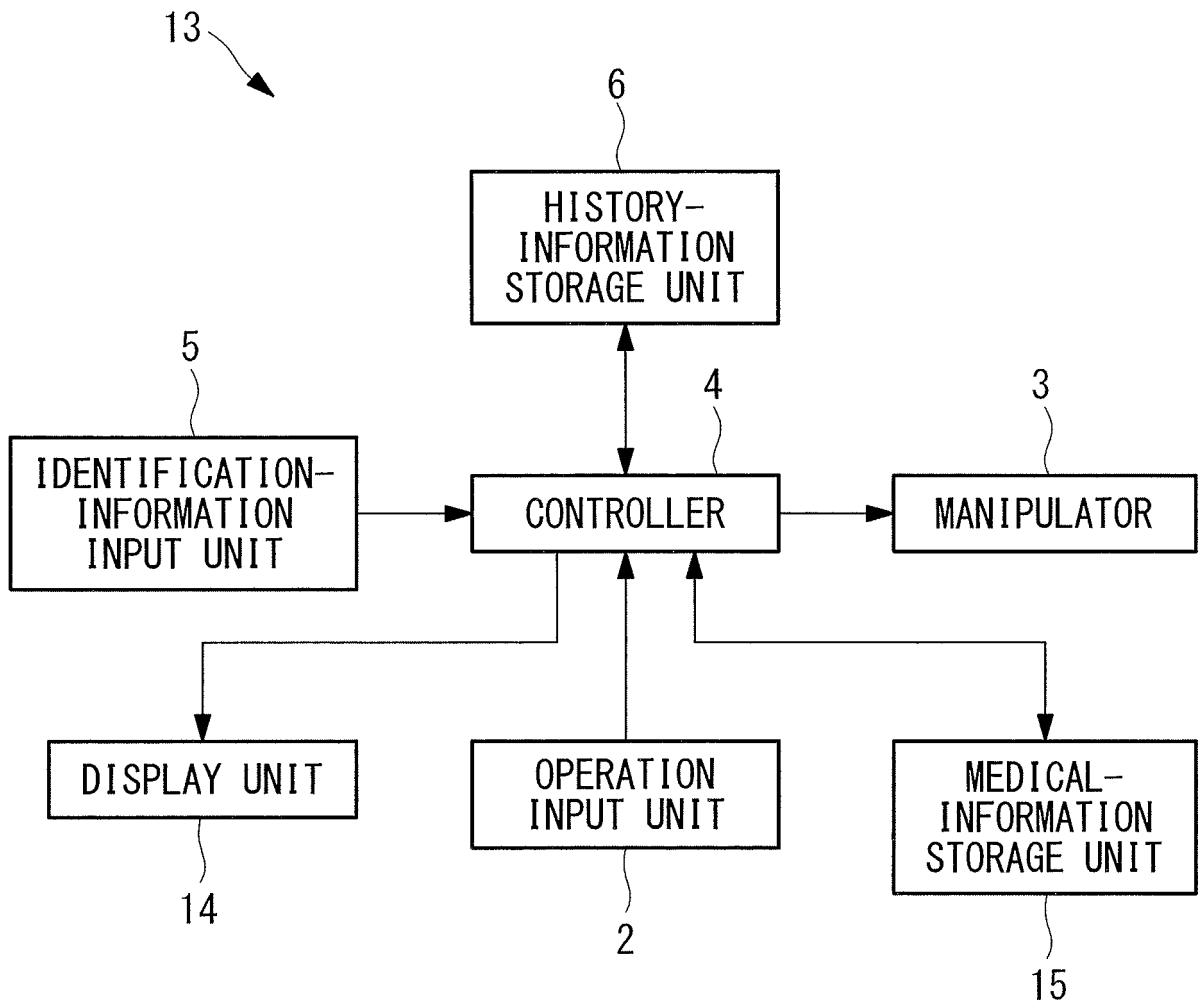 13
6
HISTORY-
INFORMATION
STORAGE UNIT
5
4
3
IDENTIFICATION-
INFORMATION
INPUT UNIT
CONTROLLER
MANIPULATOR
DISPLAY UNIT
OPERATION
INPUT UNIT
MEDICAL-
INFORMATION
STORAGE UNIT
14
2
15